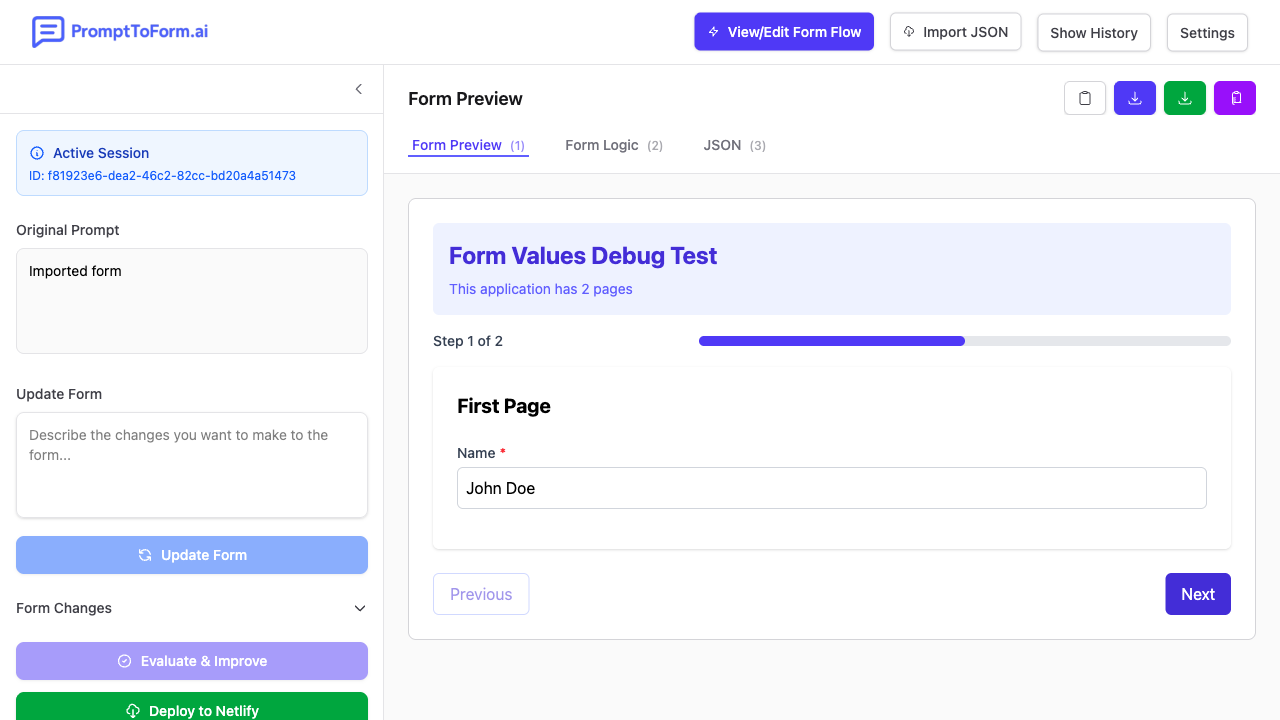 PromptToForm.ai
View/Edit Form Flow
Import JSON
Show History
Settings
Active Session
ID: f81923e6-dea2-46c2-82cc-bd20a4a51473
Original Prompt
Imported form
Update Form
Describe the changes you want to make to the
form...
Update Form
Form Changes
Evaluate & Improve
Deploy to Netlify
Form Preview
Form Preview (1)
Form Logic (2)
JSON (3)
Form Values Debug Test
This application has 2 pages
Step 1 of 2
First Page
Name *
John Doe
Previous
Next